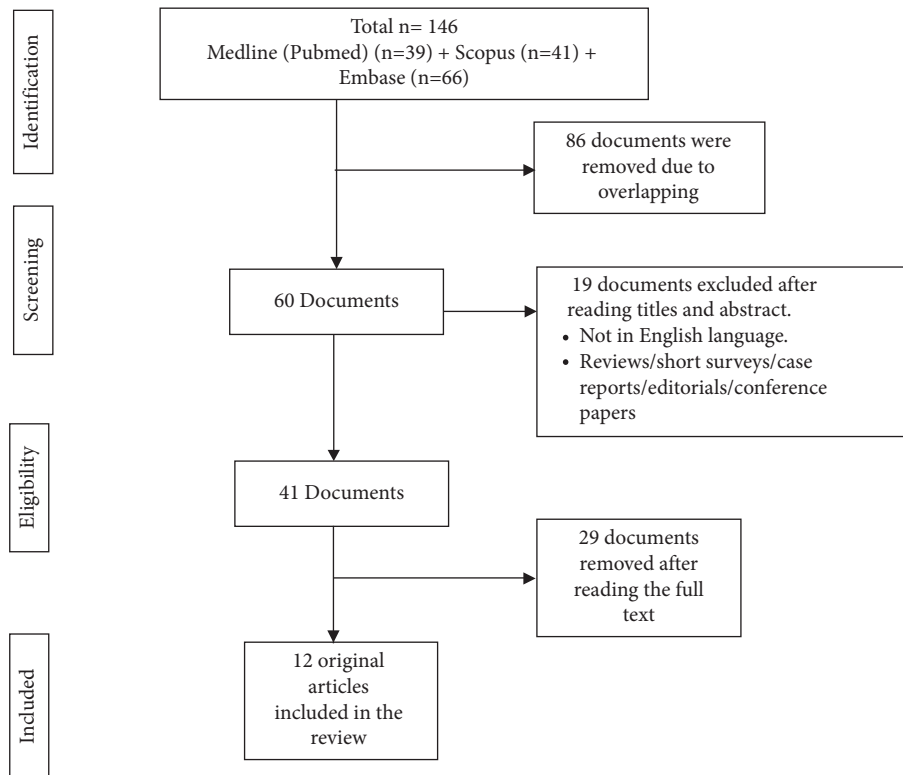 Identification
Total n= 146
Medline (Pubmed) (n=39) + Scopus (n=41) +
Embase (n=66)
86 documents were
removed due to
overlapping
Screening
60 Documents
19 documents excluded after
reading titles and abstract.
• Not in English language.
• Reviews/short surveys/case
reports/editorials/conference
papers
Eligibility
41 Documents
29 documents
removed after
reading the full
text
Included
12 original
articles
included in the
review